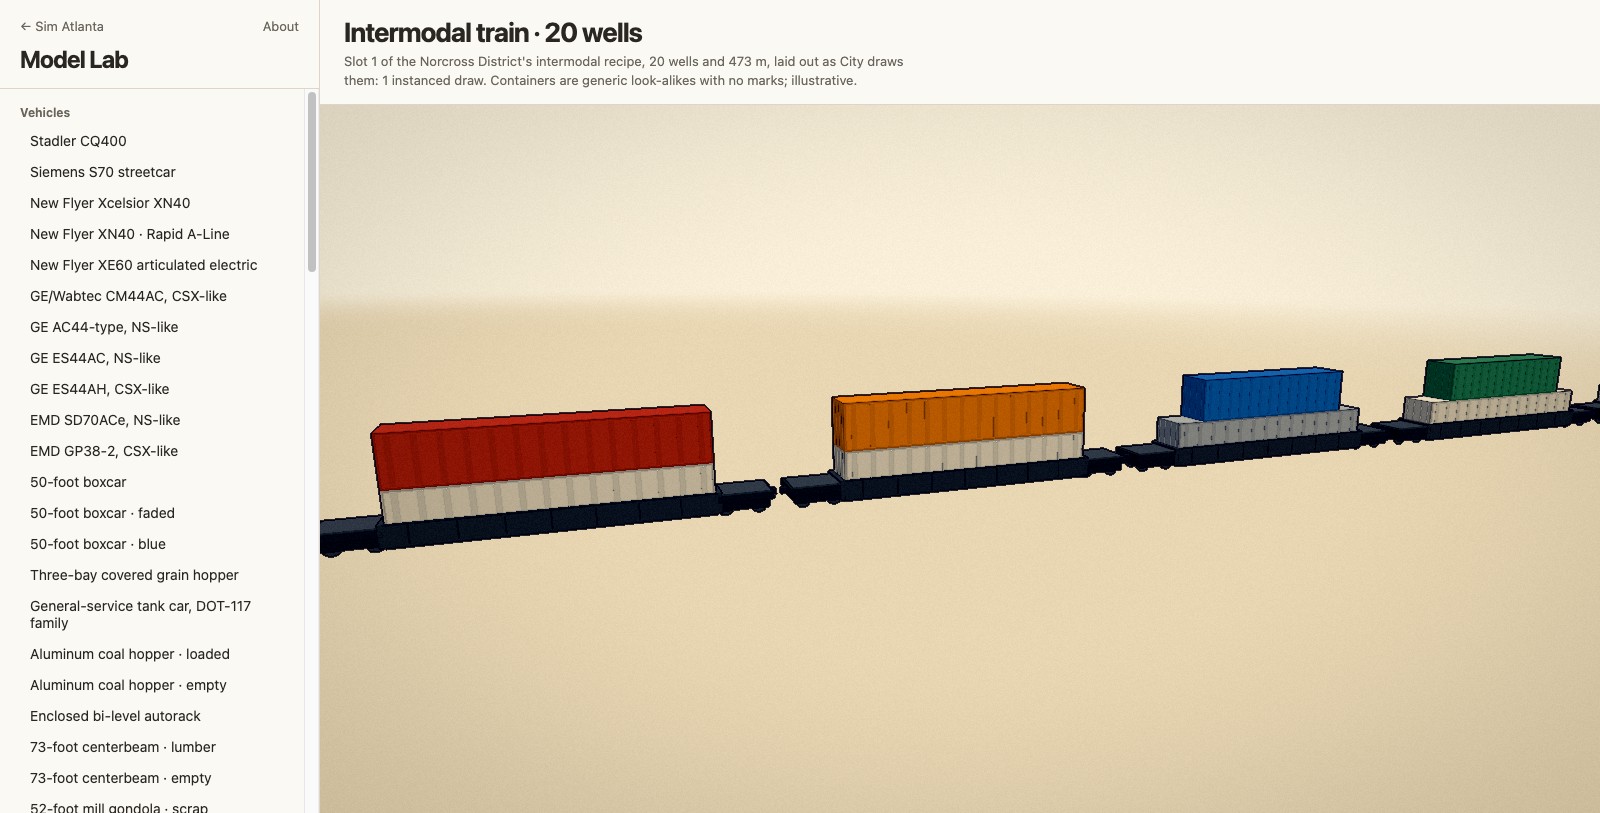 ← Sim Atlanta
About
Model Lab
Vehicles
Stadler CQ400
Siemens S70 streetcar
New Flyer Xcelsior XN40
New Flyer XN40 · Rapid A-Line
New Flyer XE60 articulated electric
GE/Wabtec CM44AC, CSX-like
GE AC44-type, NS-like
GE ES44AC, NS-like
GE ES44AH, CSX-like
EMD SD70ACe, NS-like
EMD GP38-2, CSX-like
50-foot boxcar
50-foot boxcar · faded
50-foot boxcar · blue
Three-bay covered grain hopper
General-service tank car, DOT-117
family
Aluminum coal hopper · loaded
Aluminum coal hopper · empty
Enclosed bi-level autorack
73-foot centerbeam · lumber
73-foot centerbeam · empty
52-foot mill gondola · scrap
Intermodal train · 20 wells
Slot 1 of the Norcross District's intermodal recipe, 20 wells and 473 m, laid out as City draws
them: 1 instanced draw. Containers are generic look-alikes with no marks; illustrative.